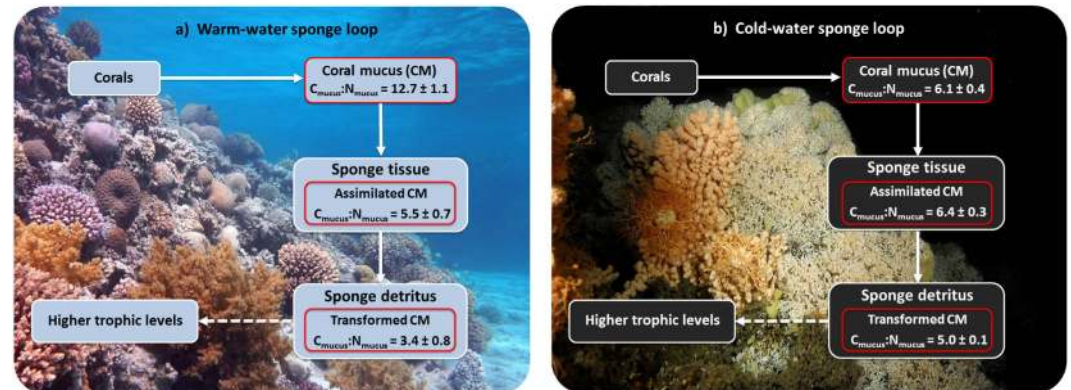 a) Warm-water sponge loop
Corals
Coral mucus (CM)
Cmucus:Nmucus = 12.7 ± 1.1
Sponge tissue
Assimilated CM
Cmucus:Nmucus = 5.5 ± 0.7
Sponge detritus
Transformed CM
Cmucus:Nmucus = 3.4 ± 0.8
Higher trophic levels
b) Cold-water sponge loop
Corals
Coral mucus (CM)
Cmucus:Nmucus = 6.1 ± 0.4
Sponge tissue
Assimilated CM
Cmucus:Nmucus = 6.4 ± 0.3
Sponge detritus
Transformed CM
Cmucus:Nmucus = 5.0 ± 0.1
Higher trophic levels